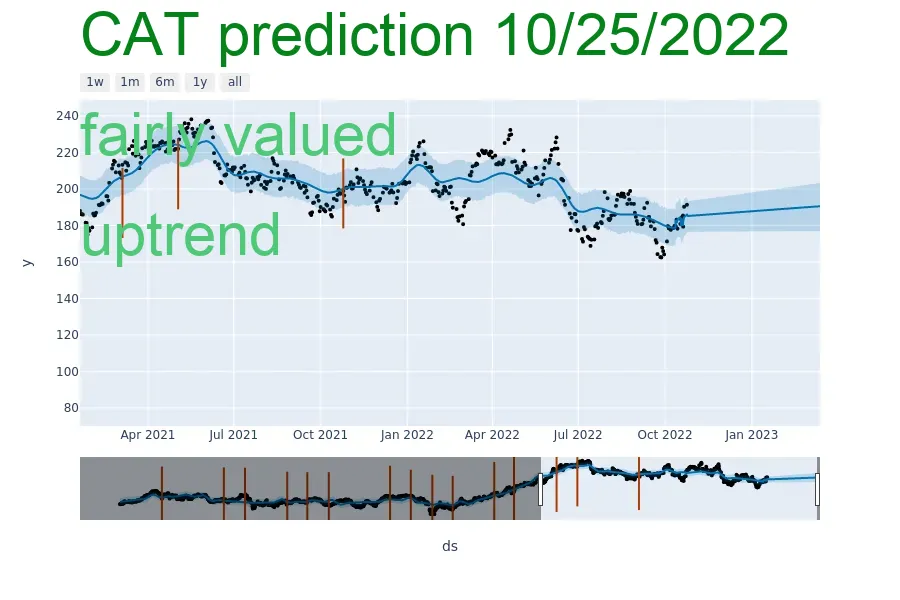 CAT prediction 10/25/2022
1w 1m 6m 1y all
240
fairly valued
220
200
180
uptrend
160
140
120
100
80
y
Apr 2021 Jul 2021 Oct 2021 Jan 2022 Apr 2022 Jul 2022 Oct 2022 Jan 2023
ds